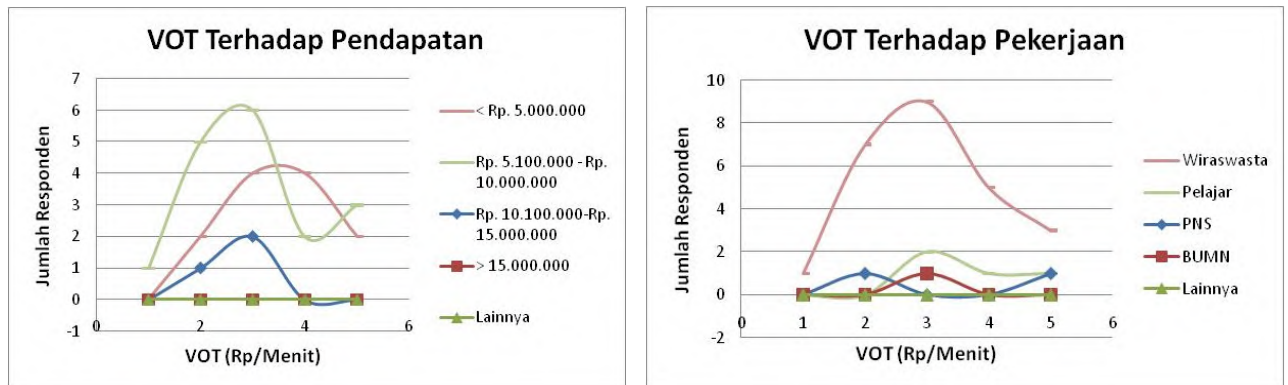 VOT Terhadap Pendapatan
Jumlah Responden
7
6
5
4
3
2
1
0
-1
0 2 4 6
VOT (Rp/Menit)
< Rp. 5.000.000
Rp. 5.100.000 - Rp.
10.000.000
Rp. 10.100.000-Rp.
15.000.000
> 15.000.000
Lainnya
VOT Terhadap Pekerjaan
Jumlah Responden
10
8
6
4
2
0
-2
0 1 2 3 4 5 6
VOT (Rp/Menit)
Wiraswasta
Pelajar
PNS
BUMN
Lainnya